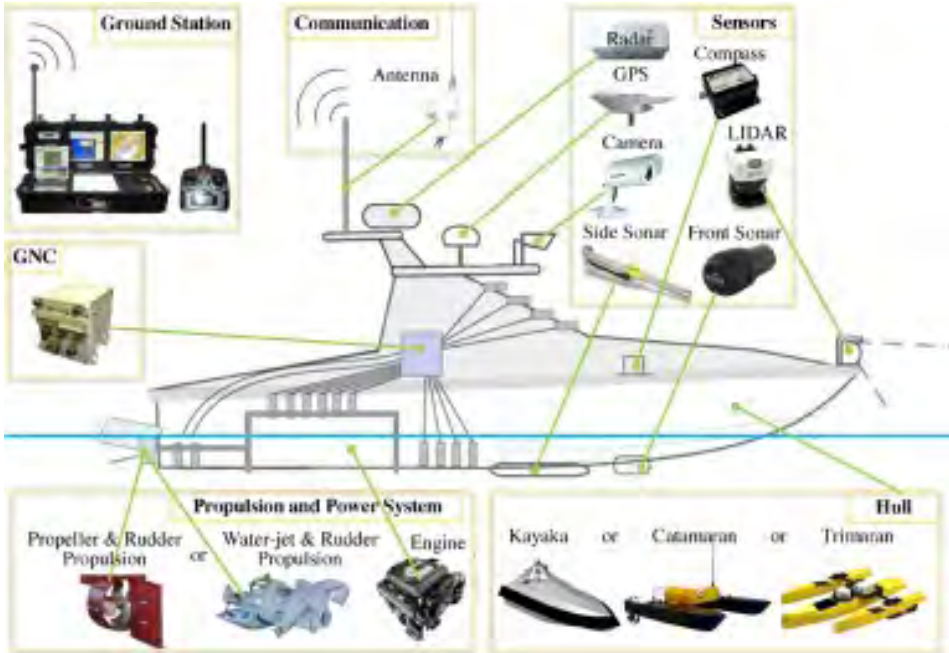 Ground Station
Communication
Antenna
Sensors
Radar
GPS
Camera
Side Sonar
Compass
LIDAR
Front Sonar
GNC
Propulsion and Power System
Propeller & Rudder
Propulsion
or
Water-jet & Rudder
Propulsion
Engine
Hull
Kayaka or Catamaran or Trimaran